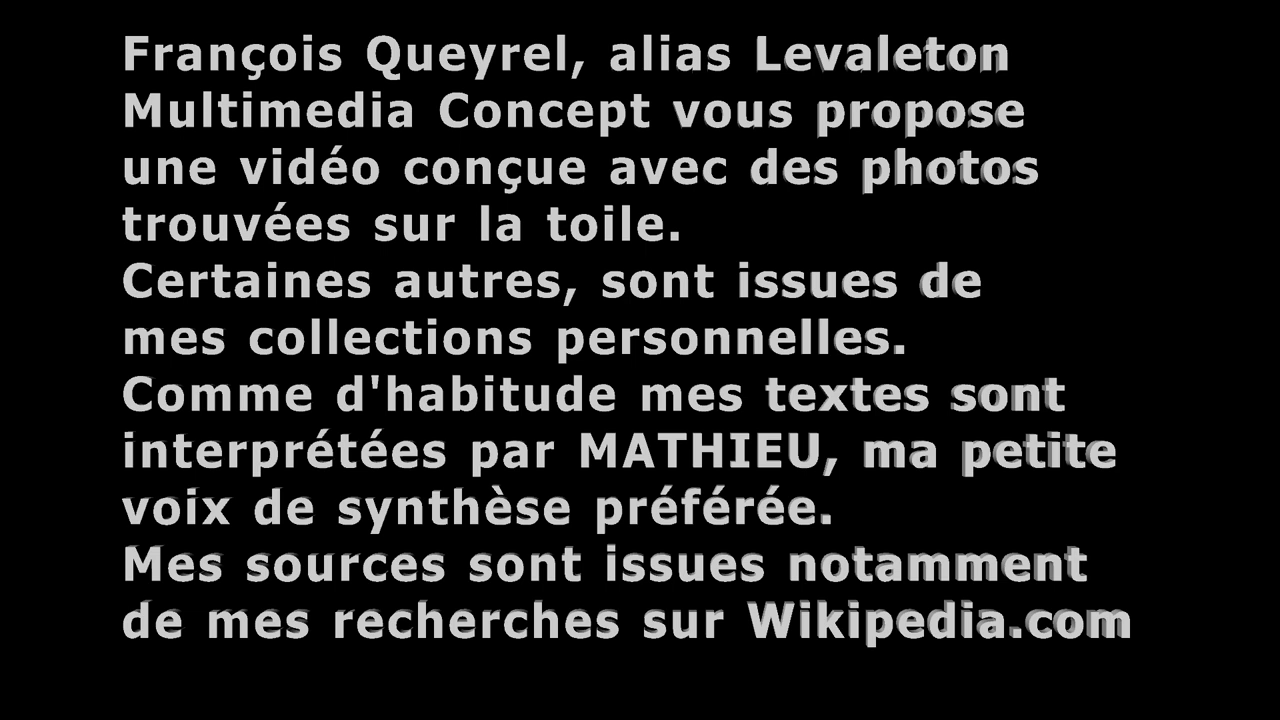 François Queyrel, alias Levaleton
Multimedia Concept vous propose
une vidéo conçue avec des photos
trouvées sur la toile.
Certaines autres, sont issues de
mes collections personnelles.
Comme d'habitude mes textes sont
interprétées par MATHIEU, ma petite
voix de synthèse préférée.
Mes sources sont issues notamment
de mes recherches sur Wikipedia.com